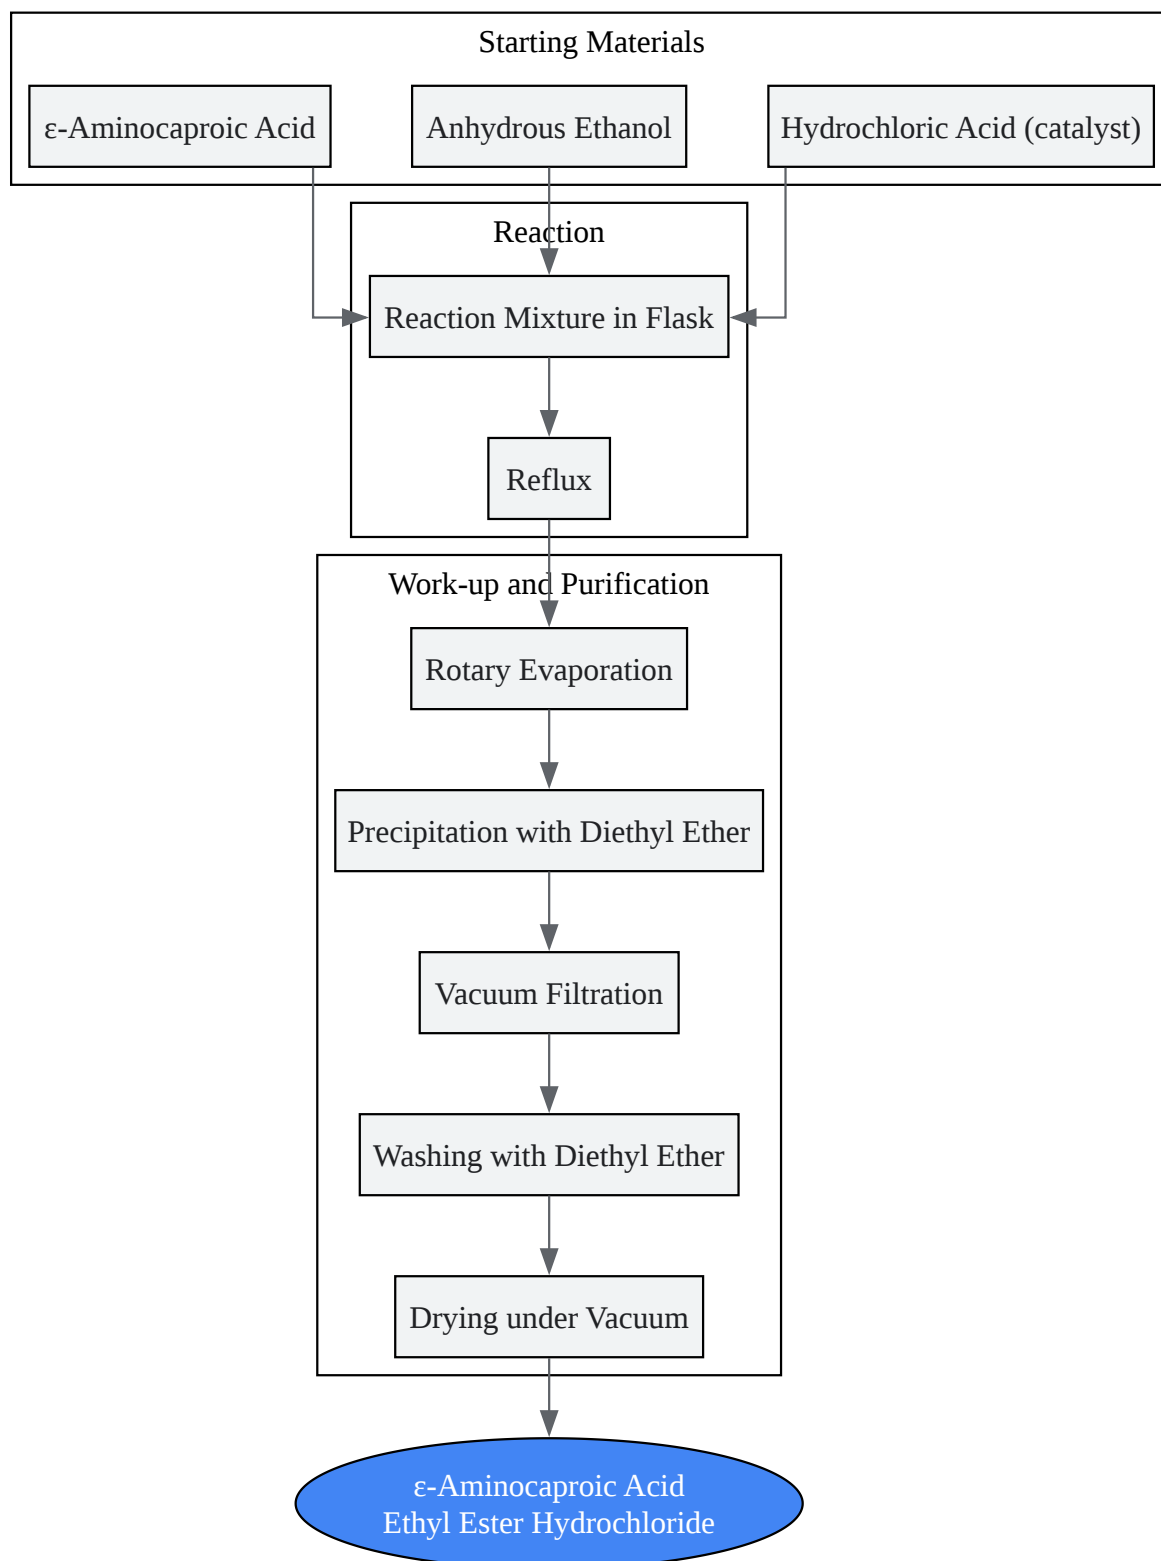 Starting Materials
ε-Aminocaproic Acid
Anhydrous Ethanol
Hydrochloric Acid (catalyst)
Reaction
Reaction Mixture in Flask
Reflux
Work-up and Purification
Rotary Evaporation
Precipitation with Diethyl Ether
Vacuum Filtration
Washing with Diethyl Ether
Drying under Vacuum
ε-Aminocaproic Acid
Ethyl Ester Hydrochloride